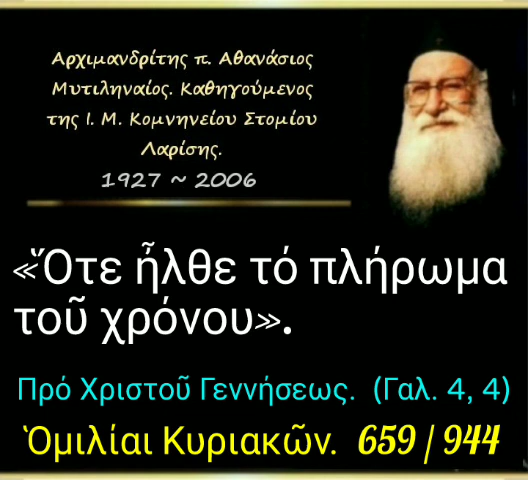 Αρχιμανδρίτης π. Αθανάσιος
Μυτιληναίος. Καθηγούμενος
της Ι. Μ. Κομνηνείου Στομίου
Λαρίσης.
1927 ~ 2006
«Ὅτε ἦλθε τό πλήρωμα
τοῦ χρόνου».
Πρό Χριστοῦ Γεννήσεως. (Γαλ. 4, 4)
Ὁμιλίαι Κυριακῶν. 659 | 944